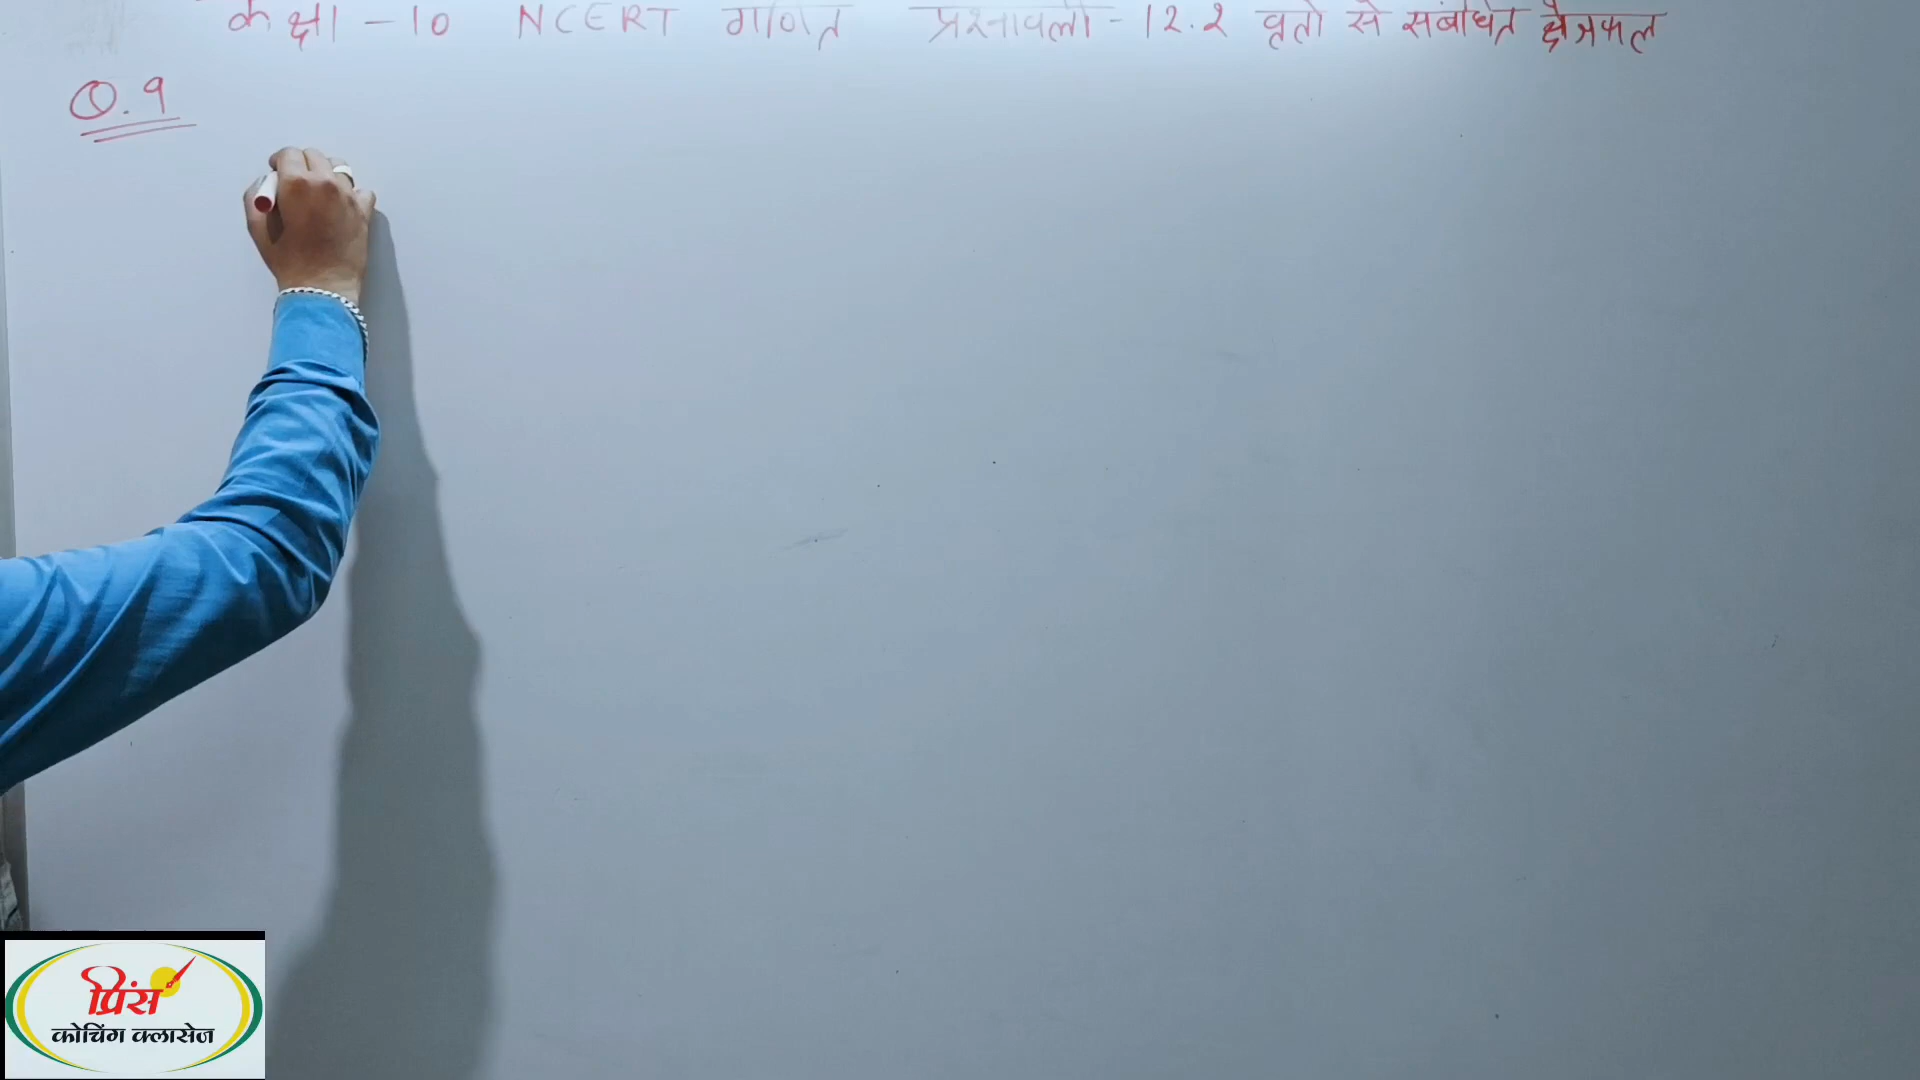 कक्षा - 10 NCERT गणित प्रश्नावली - 12.2 वृतों से संबंधित क्षेत्रफल
Q.9
प्रिंस
कोचिंग क्लासेज